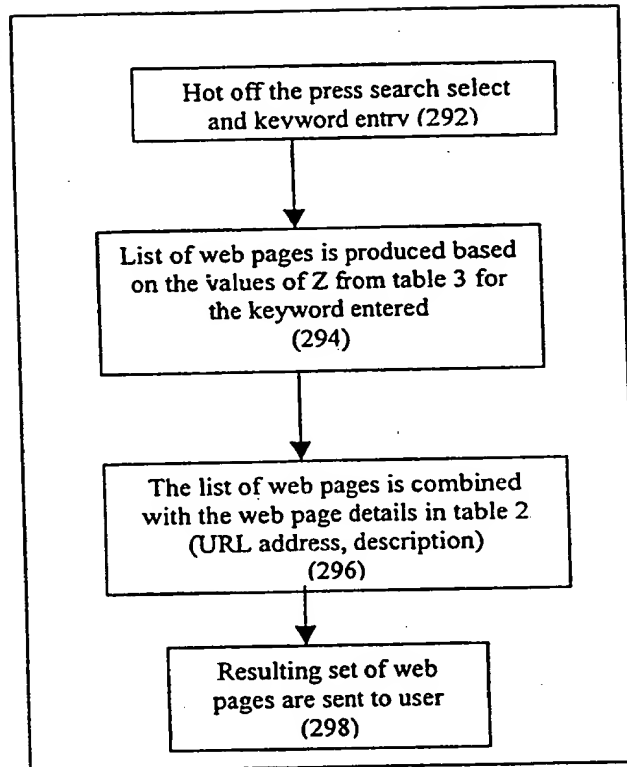 Hot off the press search select
and keyword entry (292)
List of web pages is produced based
on the values of Z from table 3 for
the keyword entered
(294)
The list of web pages is combined
with the web page details in table 2
(URL address, description)
(296)
Resulting set of web
pages are sent to user
(298)